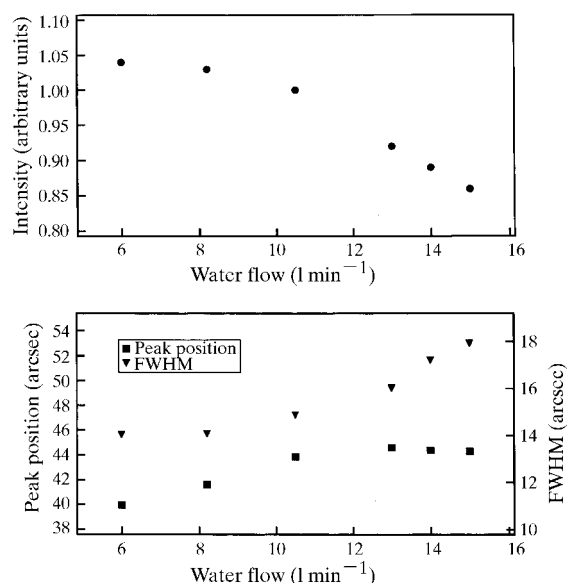 1.10
1.05
1.00
0.95
0.90
0.85
0.80
Intensity (arbitrary units)
6 8 10 12 14 16
Water flow (l min−1)
54
52
50
48
46
44
42
40
38
Peak position (arcsec)
Peak position
FWHM
18
16
14
12
10
FWHM (arcsec)
6 8 10 12 14 16
Water flow (l min−1)